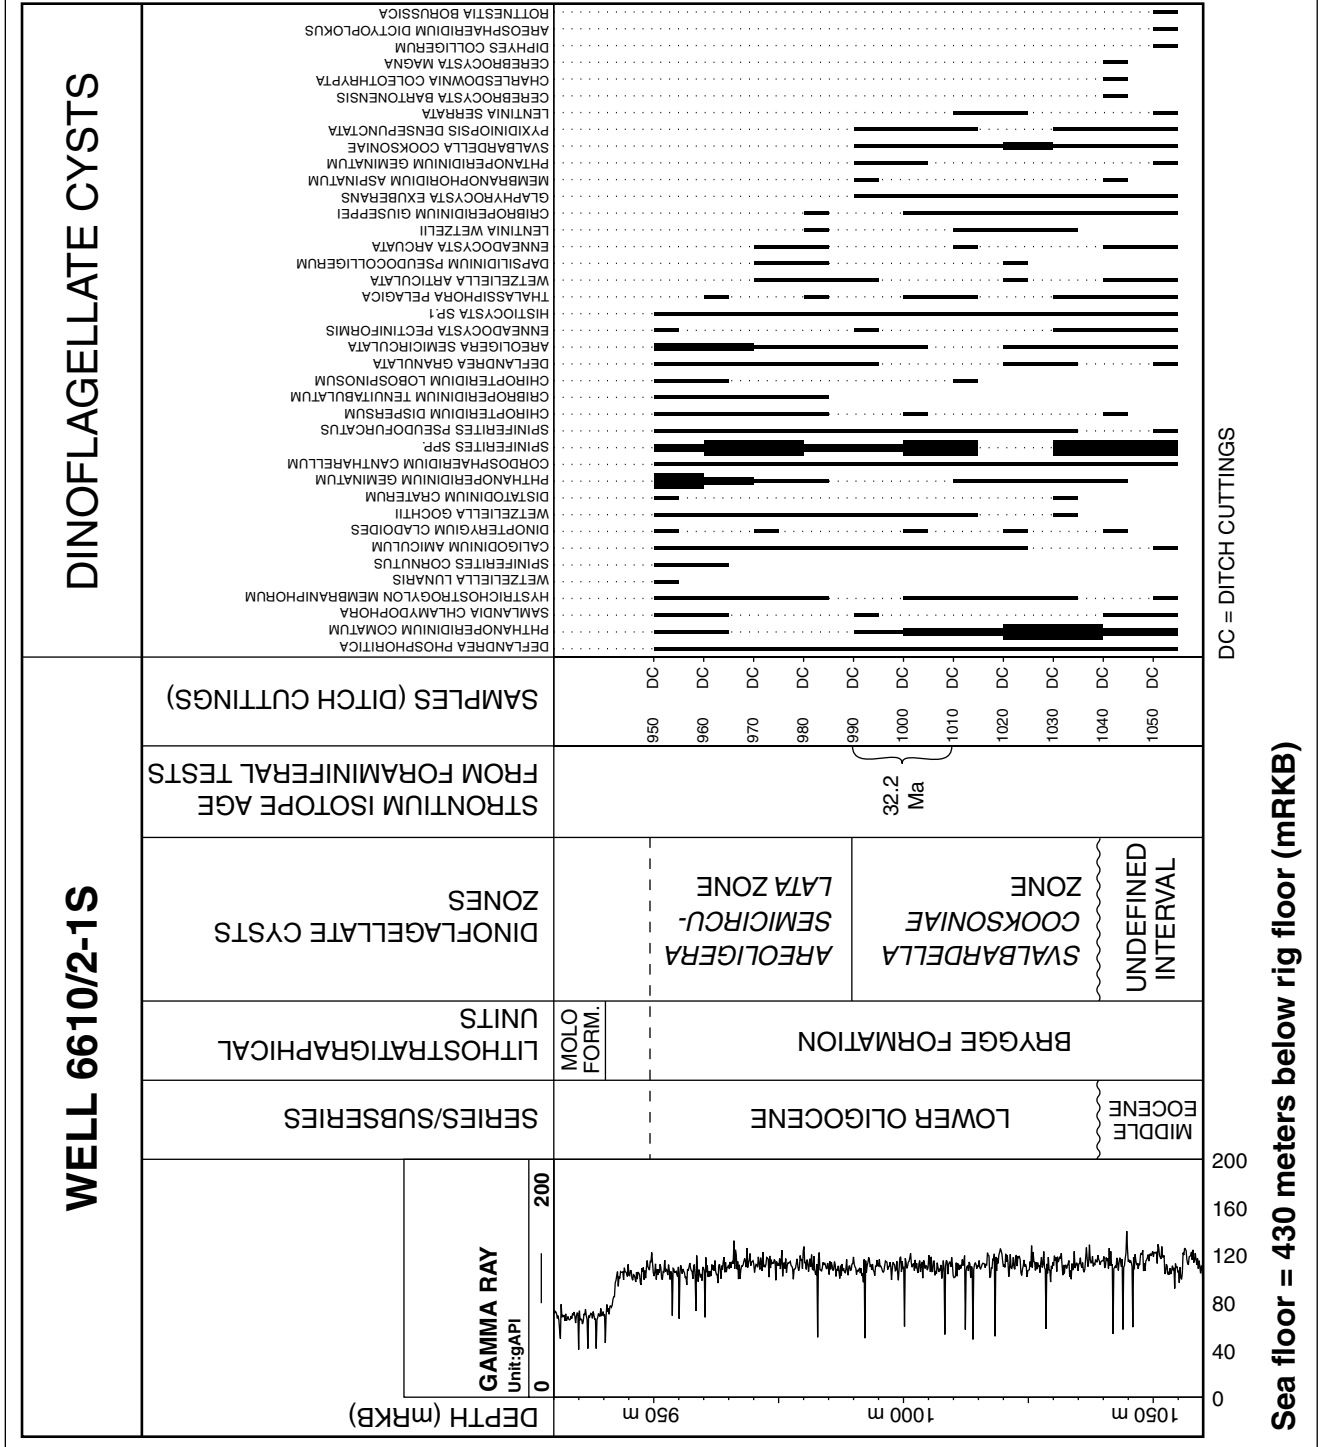 WELL 6610/2-1S
DINOFLAGELLATE CYSTS
DEPTH (mRKB)
GAMMA RAY
Unit:gAPI
0 200
SERIES/SUBSERIES
LITHOSTRATIGRAPHICAL
UNITS
DINOFLAGELLATE CYSTS
ZONES
STRONTIUM ISOTOPE AGE
FROM FORAMINIFERAL TESTS
SAMPLES (DITCH CUTTINGS)
DEFLANDREA PHOSPHORITICA
PHTHANOPERIDINIUM COMATUM
SAMLANDIA CHLAMYDOPHORA
HYSTRICHOSTROGYLON MEMBRANIPHORUM
WETZELIELLA LUNARIS
SPINIFERITES CORNUTUS
CALIGODINIUM AMICULUM
DINOPTERYGIUM CLADOIDES
WETZELIELLA GOCHTII
DISTATODINIUM CRATERUM
PHTHANOPERIDINIUM GEMINATUM
CORDOSPHAERIDIUM CANTHARELLUM
SPINIFERITES SPP.
SPINIFERITES PSEUDOFURCATUS
CHIROPTERIDIUM DISPERSUM
CRIBROPERIDINIUM TENUITABULATUM
CHIROPTERIDIUM LOBOSPINOSUM
DEFLANDREA GRANULATA
AREOLIGERA SEMICIRCULATA
ENNEADOCYSTA PECTINIFORMIS
HISTIOCYSTA SP.1
THALASSIPHORA PELAGICA
WETZELIELLA ARTICULATA
DAPSILIDINIUM PSEUDOCOLLIGERUM
ENNEADOCYSTA ARCUATA
LENTINIA WETZELII
CRIBROPERIDINIUM GIUSEPPEI
GLAPHYROCYSTA EXUBERANS
MEMBRANOPHORIDIUM ASPINATUM
PHTANOPERIDINIUM GEMINATUM
SVALBARDELLA COOKSONIAE
PYXIDINIOPSIS DENSEPUNCTATA
LENTINIA SERRATA
CEREBROCYSTA BARTONENSIS
CHARLESDOWNIA COLEOTHRYPTA
CEREBROCYSTA MAGNA
DIPHYES COLLIGERUM
AREOSPHAERIDIUM DICTYOPLOKUS
ROTTNESTIA BORUSSICA
950 m
1000 m
1050 m
0
40
80
120
160
200
LOWER OLIGOCENE
MIDDLE
EOCENE
MOLO
FORM.
BRYGGE FORMATION
AREOLIGERA
SEMICIRCU-
LATA ZONE
SVALBARDELLA
COOKSONIAE
ZONE
UNDEFINED
INTERVAL
32.2
Ma
950 DC
960 DC
970 DC
980 DC
990 DC
1000 DC
1010 DC
1020 DC
1030 DC
1040 DC
1050 DC
DC = DITCH CUTTINGS
Sea floor = 430 meters below rig floor (mRKB)